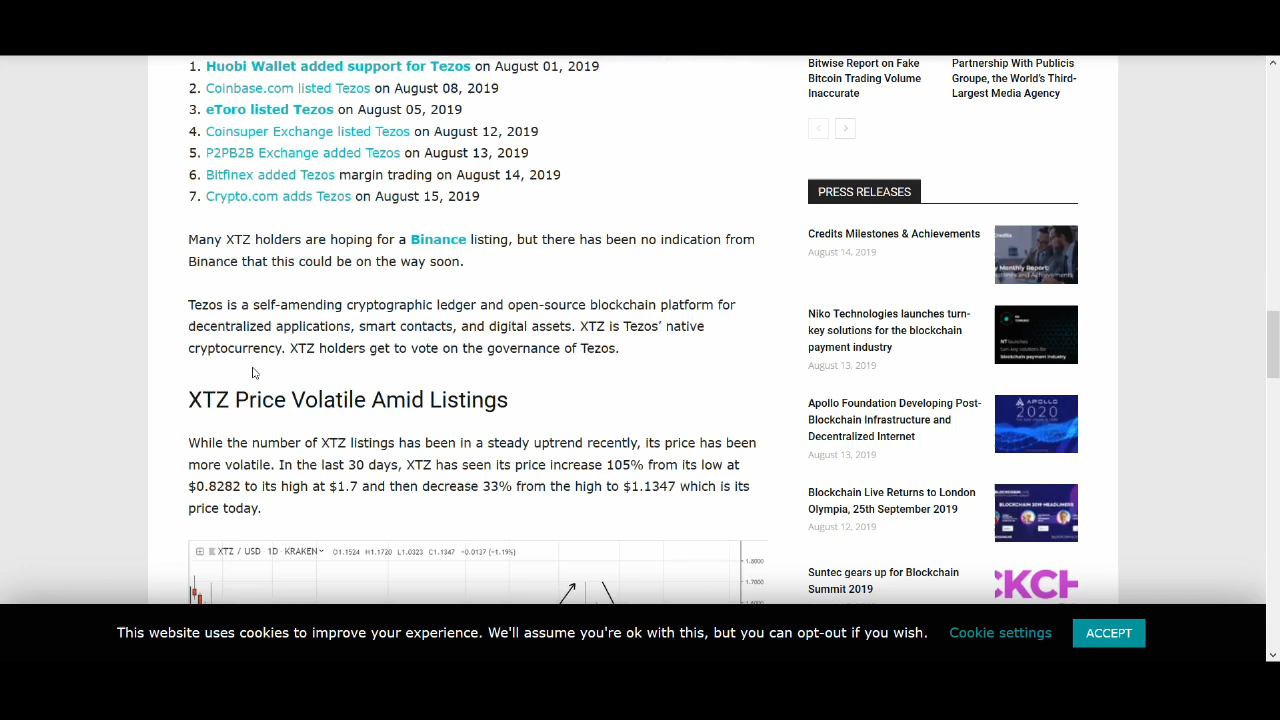 1. Huobi Wallet added support for Tezos on August 01, 2019
2. Coinbase.com listed Tezos on August 08, 2019
3. eToro listed Tezos on August 05, 2019
4. Coinsuper Exchange listed Tezos on August 12, 2019
5. P2PB2B Exchange added Tezos on August 13, 2019
6. Bitfinex added Tezos margin trading on August 14, 2019
7. Crypto.com adds Tezos on August 15, 2019
Many XTZ holders are hoping for a Binance listing, but there has been no indication from
Binance that this could be on the way soon.
Tezos is a self-amending cryptographic ledger and open-source blockchain platform for
decentralized applications, smart contacts, and digital assets. XTZ is Tezos’ native
cryptocurrency. XTZ holders get to vote on the governance of Tezos.
XTZ Price Volatile Amid Listings
While the number of XTZ listings has been in a steady uptrend recently, its price has been
more volatile. In the last 30 days, XTZ has seen its price increase 105% from its low at
$0.8282 to its high at $1.7 and then decrease 33% from the high to $1.1347 which is its
price today.
XTZ / USD · 1D · KRAKEN O1.1524 H1.1720 L1.0323 C1.1347 −0.0137 (−1.19%)
1.8000
1.7000
Bitwise Report on Fake
Bitcoin Trading Volume
Inaccurate
Partnership With Publicis
Groupe, the World’s Third-
Largest Media Agency
PRESS RELEASES
Credits Milestones & Achievements
August 14, 2019
Niko Technologies launches turn-
key solutions for the blockchain
payment industry
August 13, 2019
Apollo Foundation Developing Post-
Blockchain Infrastructure and
Decentralized Internet
August 13, 2019
APOLLO
2020
Blockchain Live Returns to London
Olympia, 25th September 2019
August 12, 2019
Suntec gears up for Blockchain
Summit 2019
This website uses cookies to improve your experience. We'll assume you're ok with this, but you can opt-out if you wish. Cookie settings ACCEPT